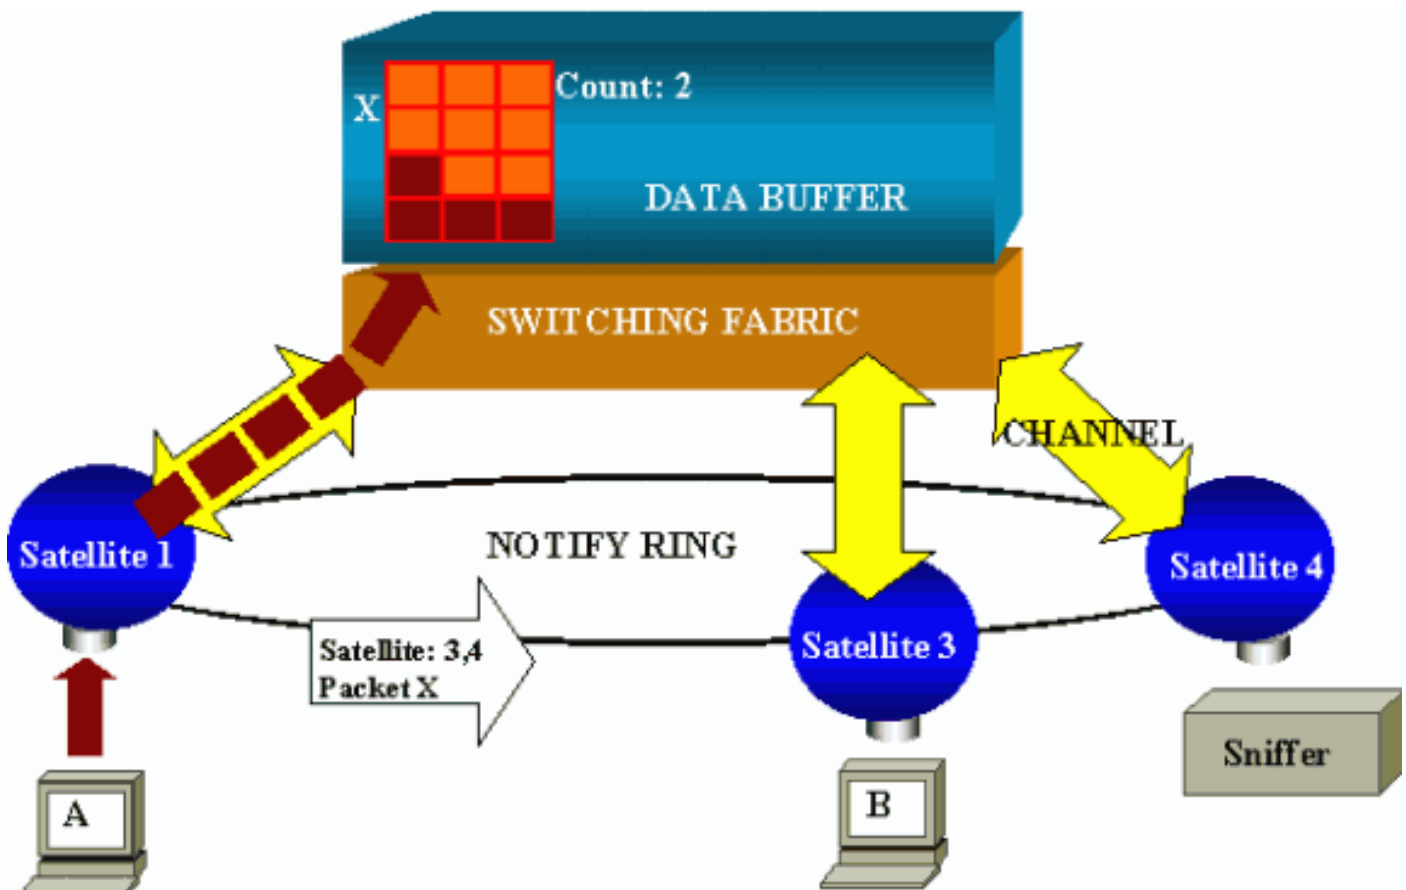 X
Count: 2
DATA BUFFER
SWITCHING FABRIC
CHANNEL
Satellite 1
NOTIFY RING
Satellite 4
Satellite: 3,4
Packet X
Satellite 3
Sniffer
A
B